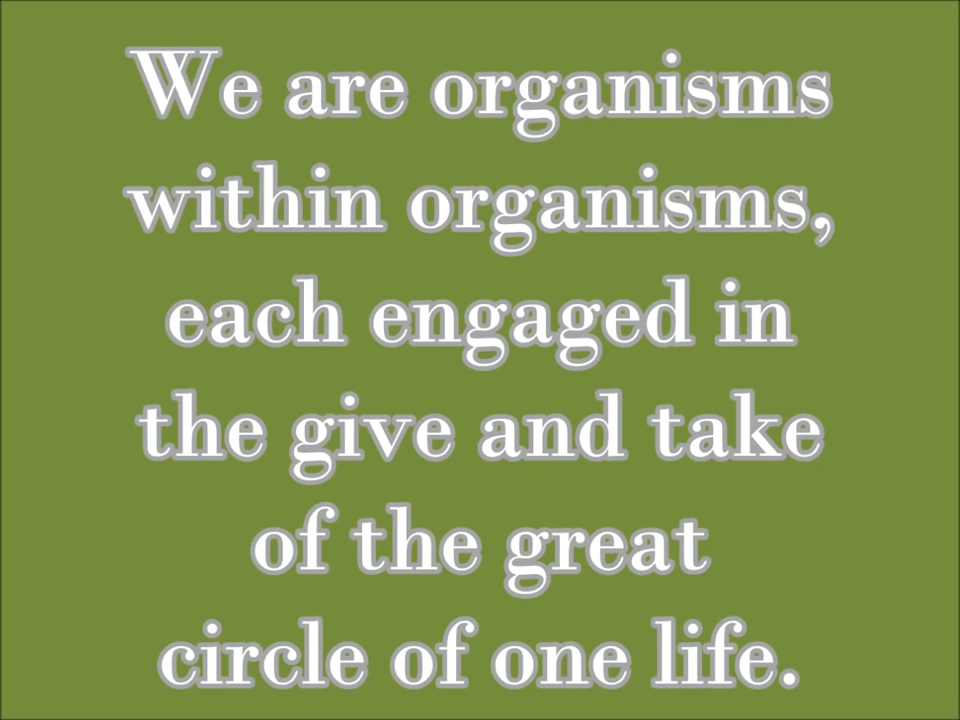 We are organisms
within organisms,
each engaged in
the give and take
of the great
circle of one life.